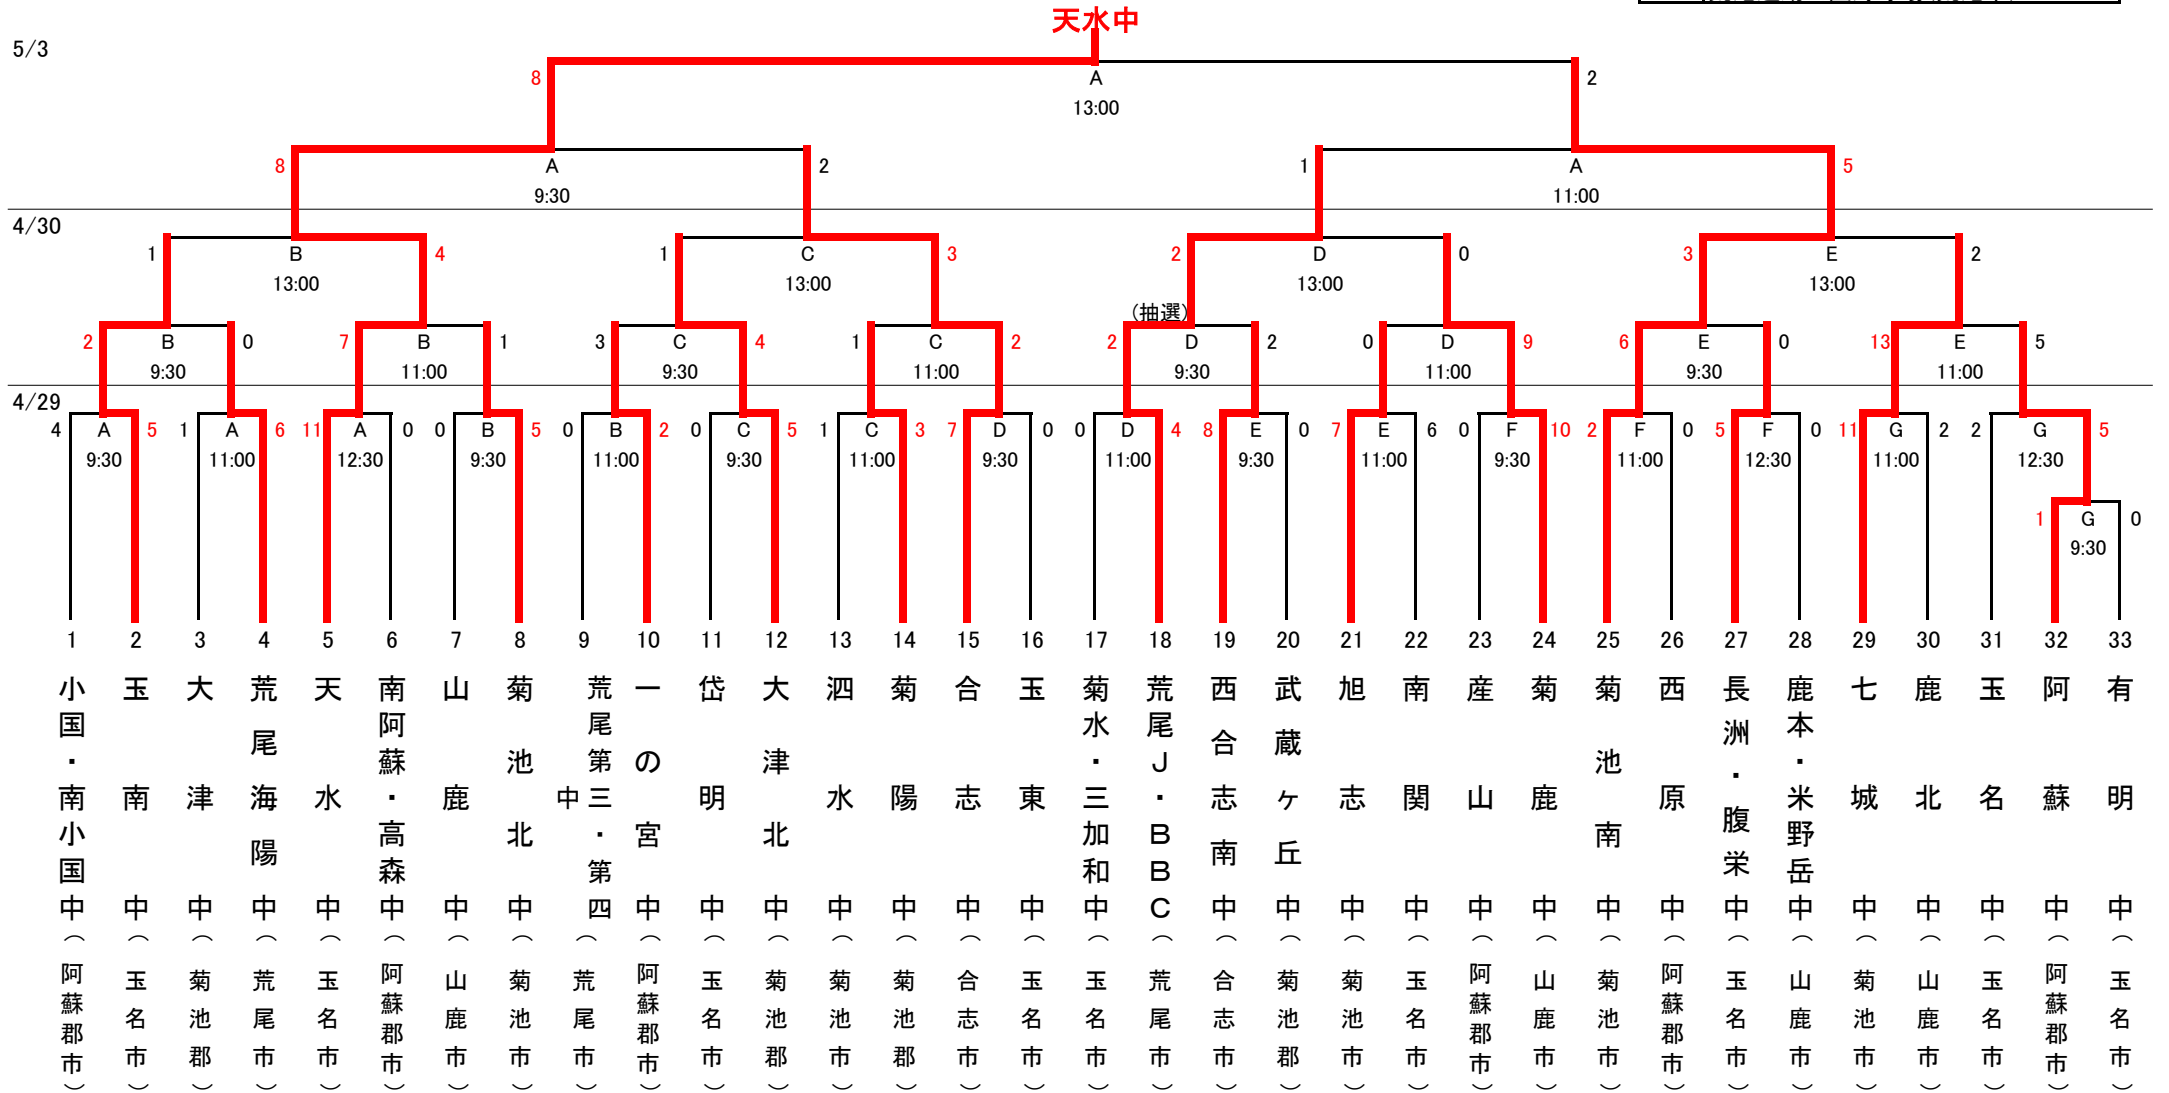 天水中
5/3
8 A 2
13:00
8 A 2 1 A 5
9:30 11:00
4/30
1 B 4 1 C 3 2 D 0 3 E 2
13:00 13:00 13:00 13:00
(抽選)
2 B 0 7 B 1 3 C 4 1 C 2 2 D 2 0 D 9 6 E 0 13 E 5
9:30 11:00 9:30 11:00 9:30 11:00 9:30 11:00
4/29
4 A 5 1 A 6 11 A 0 0 B 5 0 B 2 0 C 5 1 C 3 7 D 0 0 D 4 8 E 0 7 E 6 0 F 10 2 F 0 5 F 0 11 G 2 2 G 5
9:30 11:00 12:30 9:30 11:00 9:30 11:00 9:30 11:00 9:30 11:00 9:30 11:00 12:30 11:00 12:30
1 G 0
9:30
1 小国・南小国中(阿蘇郡市)
2 玉南中(玉名市)
3 大津中(菊池郡)
4 荒尾海陽中(荒尾市)
5 天水中(玉名市)
6 南阿蘇・高森中(阿蘇郡市)
7 山鹿中(山鹿市)
8 菊池北中(菊池市)
9 荒尾第三・第四中(荒尾市)
10 一の宮中(阿蘇郡市)
11 岱明中(玉名市)
12 大津北中(菊池郡)
13 泗水中(菊池市)
14 菊陽中(菊池郡)
15 合志中(合志市)
16 玉東中(玉名市)
17 菊水・三加和中(玉名市)
18 荒尾J・BBC(荒尾市)
19 西合志南中(合志市)
20 武蔵ヶ丘中(菊池郡)
21 旭志中(菊池市)
22 南関中(玉名市)
23 産山中(阿蘇郡市)
24 菊鹿中(山鹿市)
25 菊池南中(菊池市)
26 西原中(阿蘇郡市)
27 長洲・腹栄中(玉名市)
28 鹿本・米野岳中(山鹿市)
29 七城中(菊池市)
30 鹿北中(山鹿市)
31 玉名中(玉名市)
32 阿蘇中(阿蘇郡市)
33 有明中(玉名市)